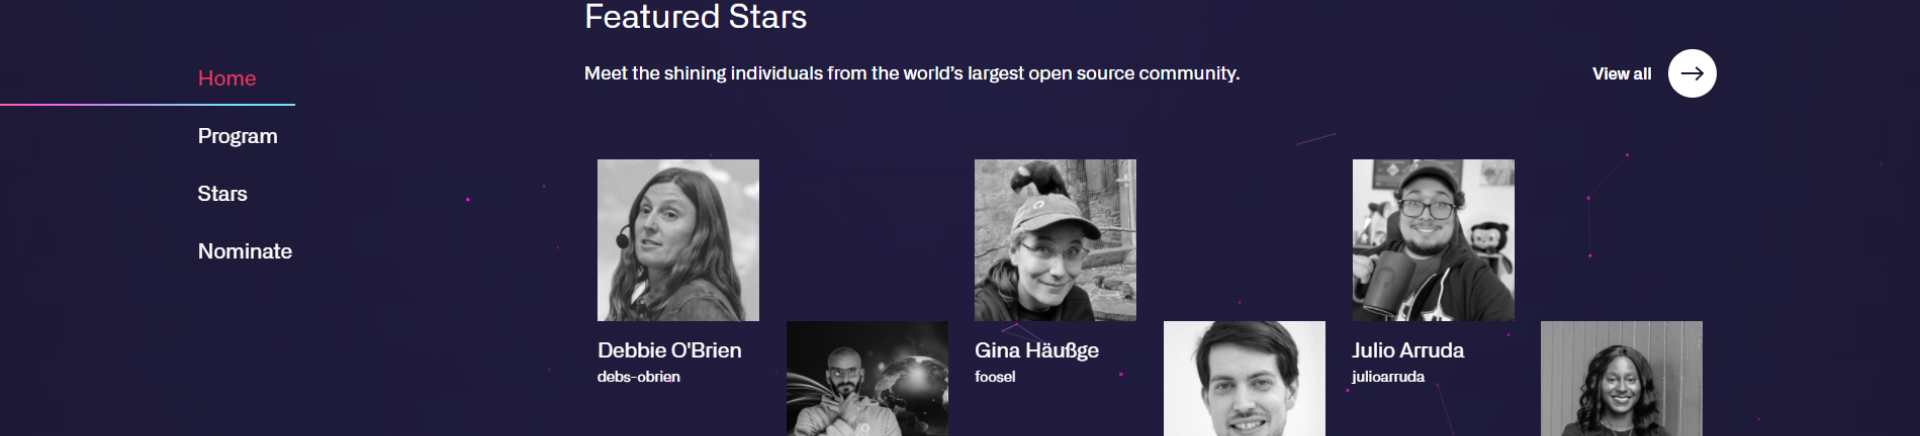 Featured Stars
Meet the shining individuals from the world's largest open source community.
View all
Home
Program
Stars
Nominate
Debbie O'Brien
debs-obrien
Gina Häußge
foosel
Julio Arruda
julioarruda